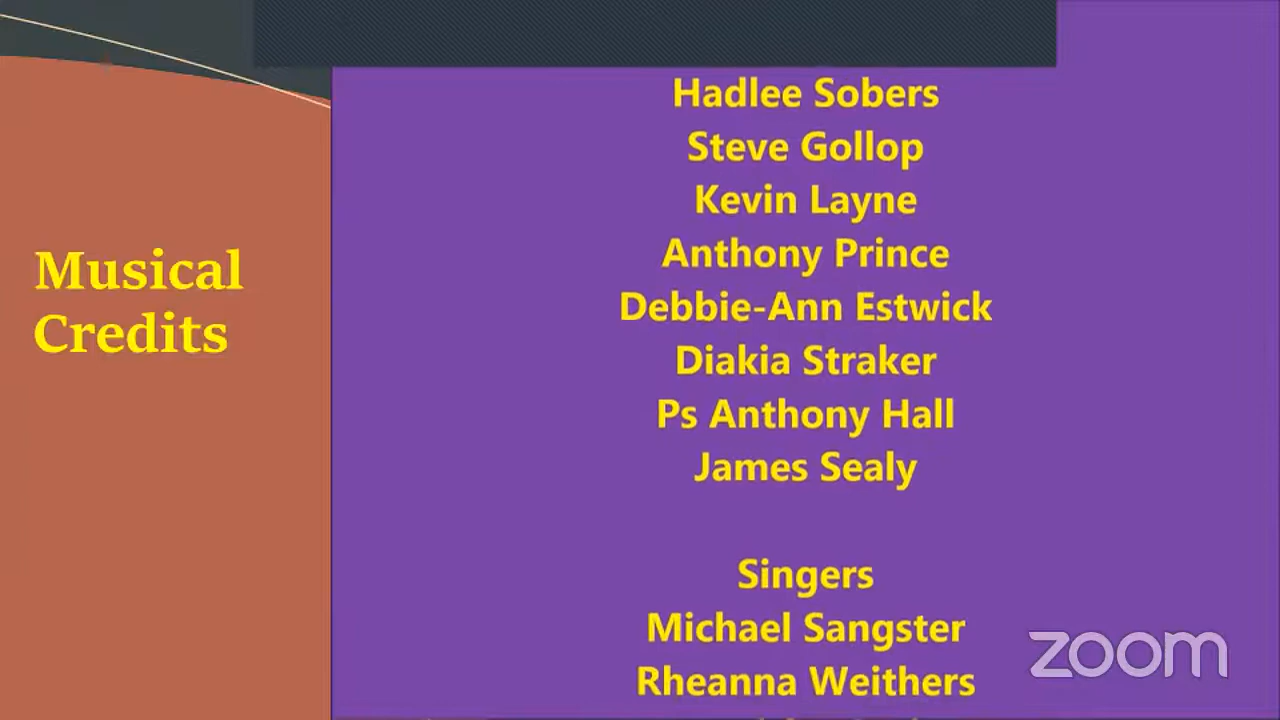 Musical
Credits
Hadlee Sobers
Steve Gollop
Kevin Layne
Anthony Prince
Debbie-Ann Estwick
Diakia Straker
Ps Anthony Hall
James Sealy
Singers
Michael Sangster
Rheanna Weithers
zoom